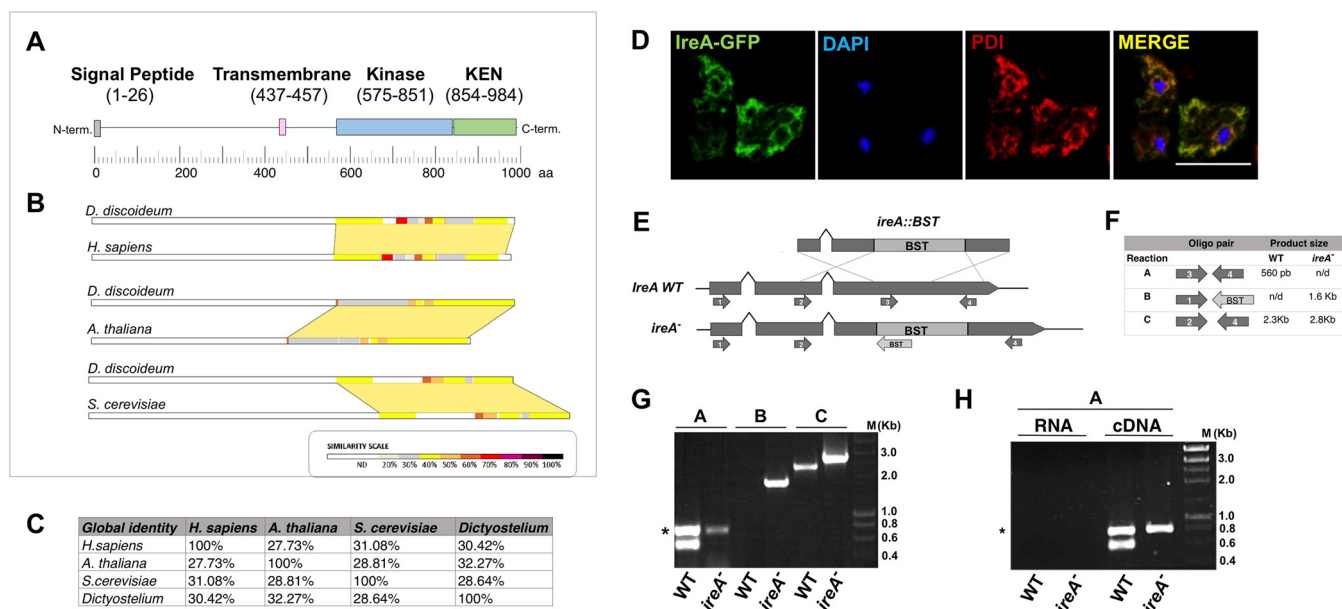 A
Signal Peptide Transmembrane Kinase KEN
(1-26) (437-457) (575-851) (854-984)
N-term. C-term.
0 200 400 600 800 1000 aa
B
D. discoideum
H. sapiens
D. discoideum
A. thaliana
D. discoideum
S. cerevisiae
SIMILARITY SCALE
ND 20% 30% 40% 50% 60% 70% 80% 90% 100%
C
Global identity H. sapiens A. thaliana S. cerevisiae Dictyostelium
H.sapiens 100% 27.73% 31.08% 30.42%
A. thaliana 27.73% 100% 28.81% 32.27%
S.cerevisiae 31.08% 28.81% 100% 28.64%
Dictyostelium 30.42% 32.27% 28.64% 100%
D
IreA-GFP DAPI PDI MERGE
E
ireA::BST
BST
IreA WT
1 2 3 4
ireA-
BST
1 2 BST 4
F
Oligo pair Product size
Reaction WT ireA-
A 3 4 560 pb n/d
B 1 BST n/d 1.6 Kb
C 2 4 2.3Kb 2.8Kb
G
A B C
M (Kb)
3.0
2.0
1.0
0.8
0.6
0.4
*
WT ireA- WT ireA- WT ireA-
H
A
RNA cDNA
M (Kb)
3.0
2.0
1.0
0.8
0.6
0.4
*
WT ireA- WT ireA-